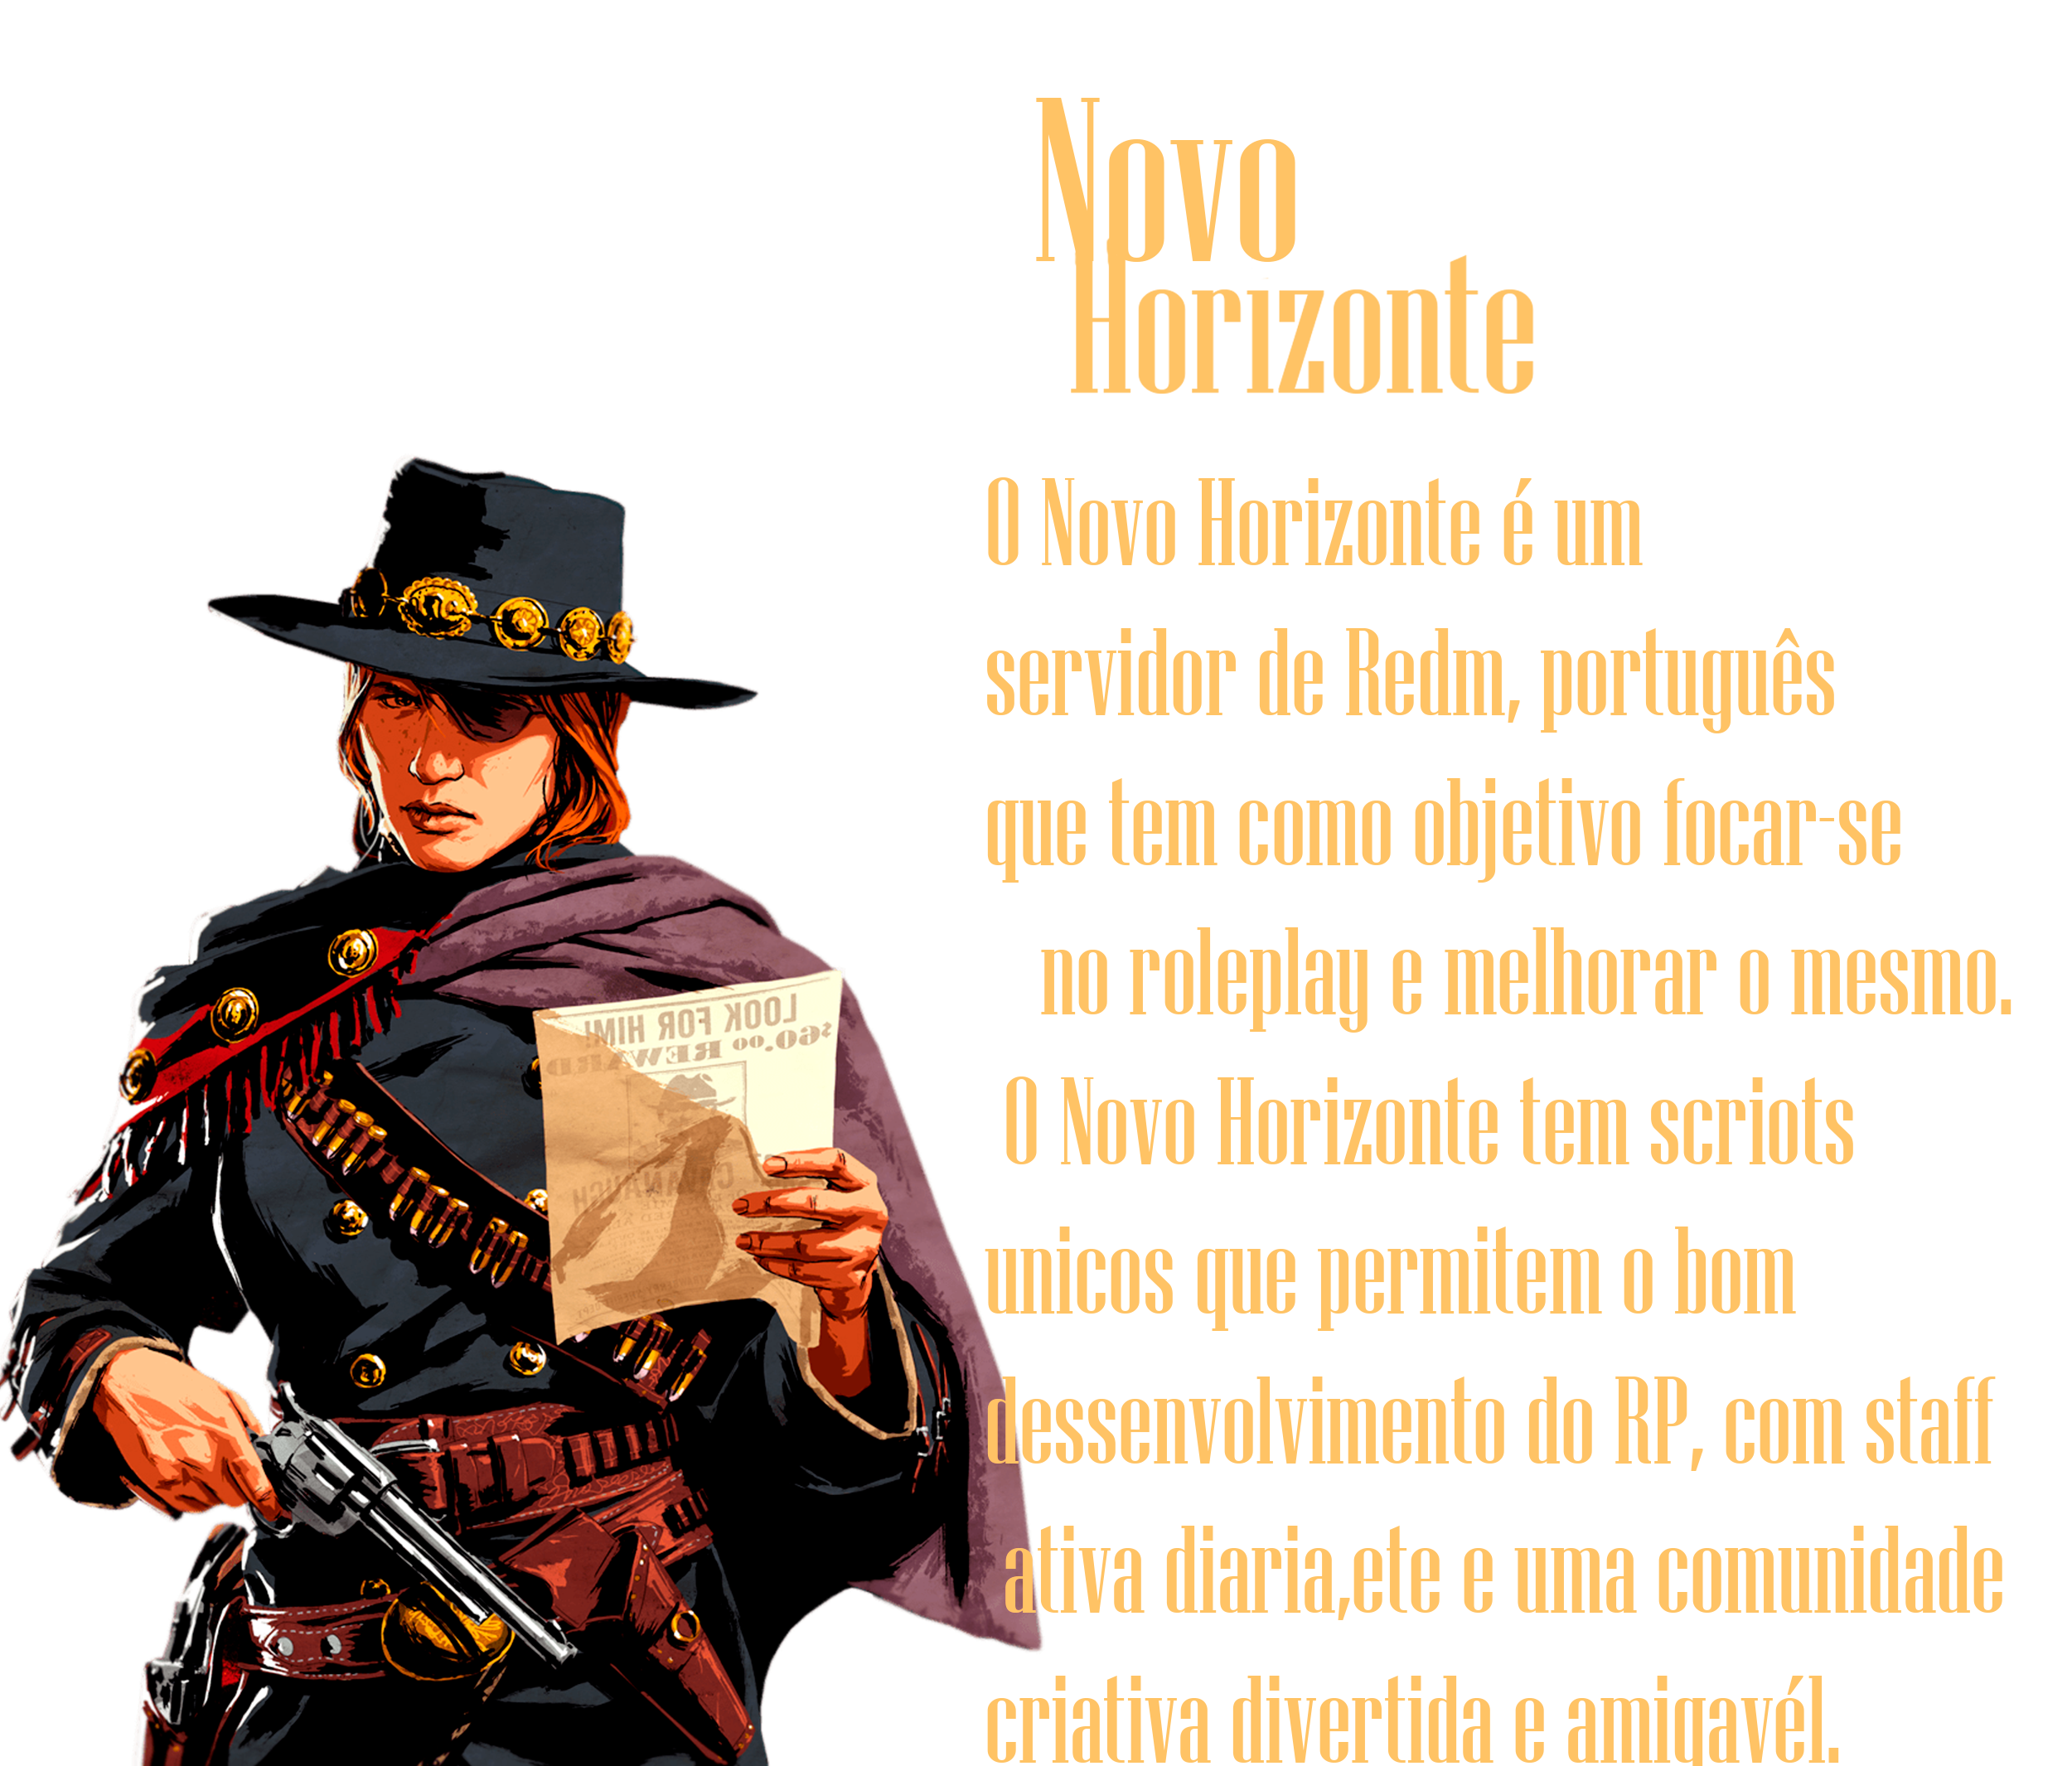 Novo
Horizonte
O Novo Horizonte é um
servidor de Redm, português
que tem como objetivo focar-se
no roleplay e melhorar o mesmo.
O Novo Horizonte tem scriots
unicos que permitem o bom
dessenvolvimento do RP, com staff
ativa diaria,ete e uma comunidade
criativa divertida e amigavél.
LOOK FOR HIM!
$60.00 REWARD